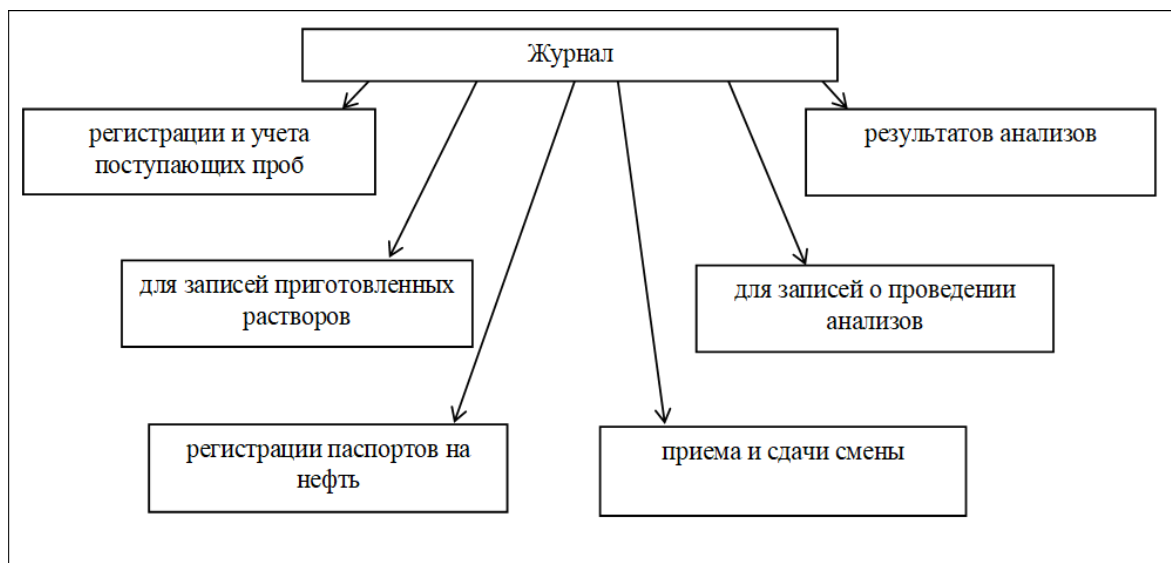 Журнал
регистрации и учета
поступающих проб
результатов анализов
для записей приготовленных
растворов
для записей о проведении
анализов
регистрации паспортов на
нефть
приема и сдачи смены